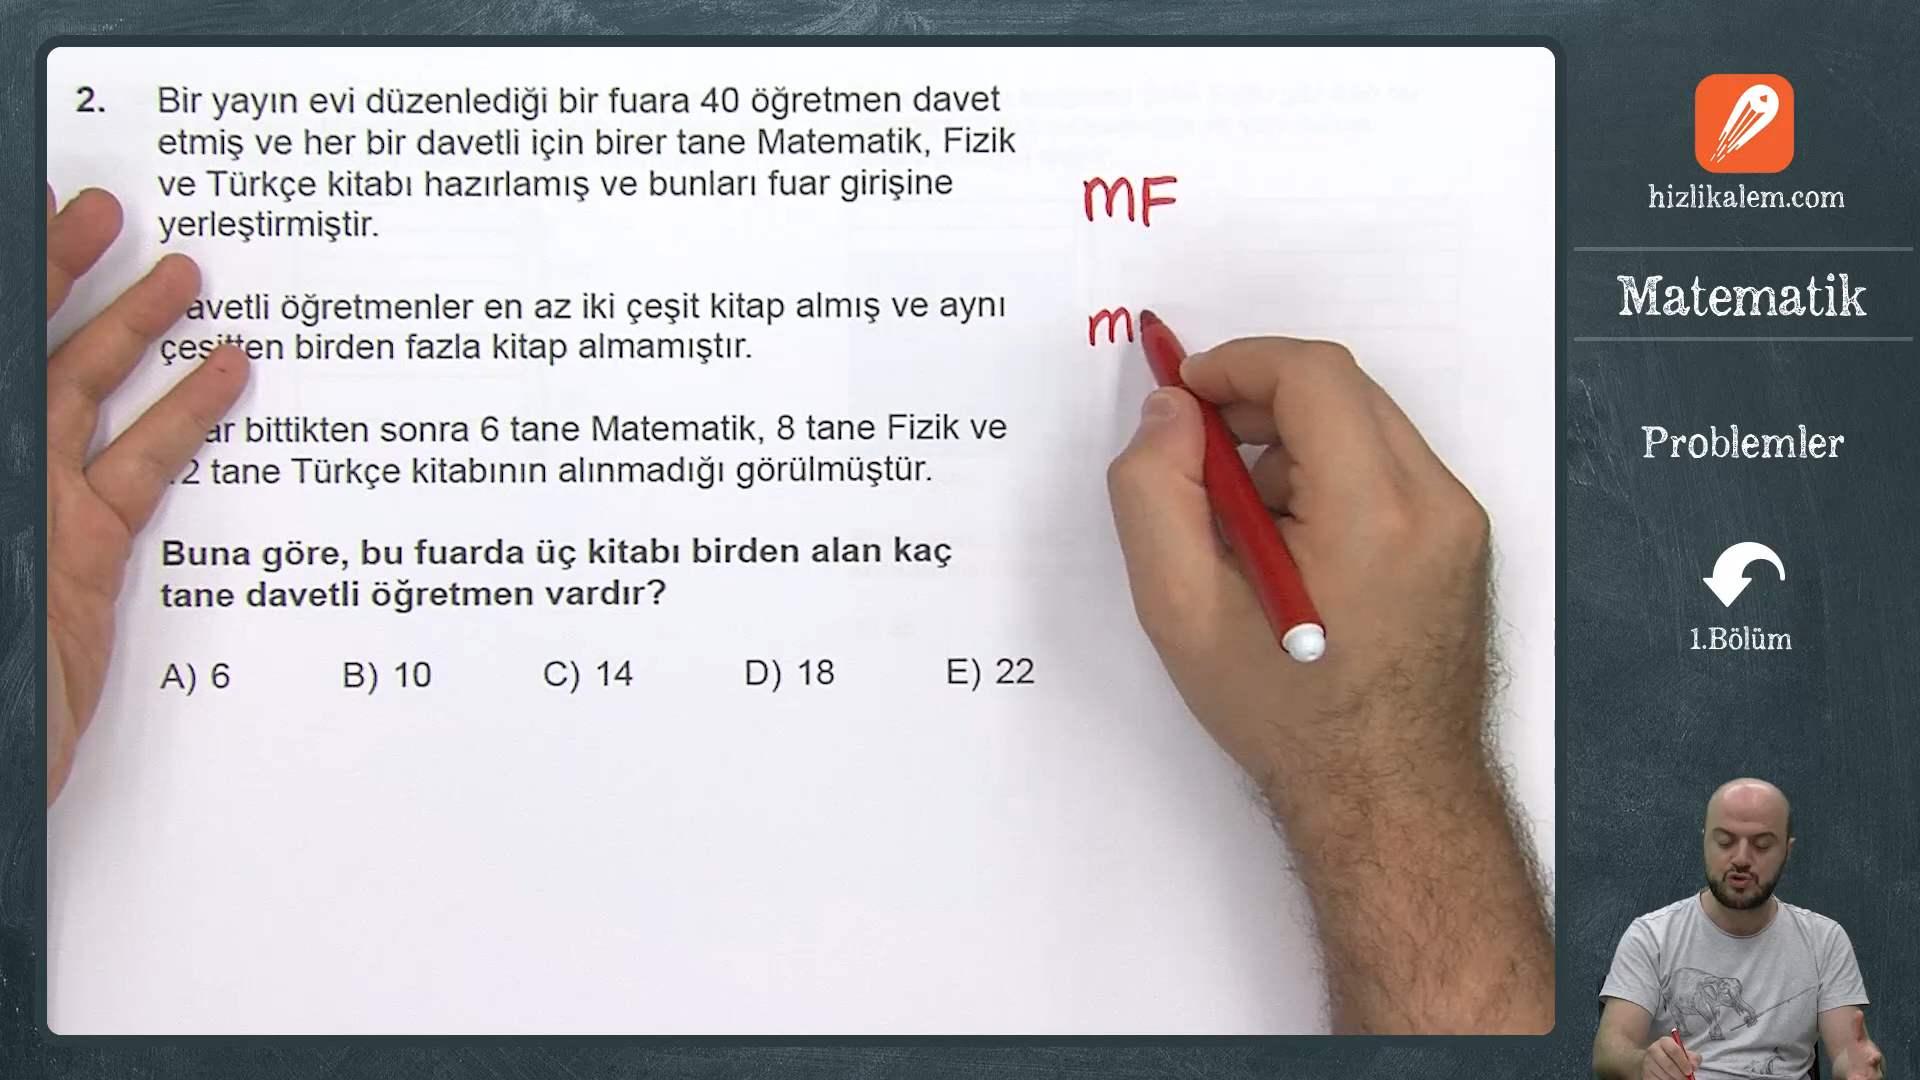 2. Bir yayın evi düzenlediği bir fuara 40 öğretmen davet
etmiş ve her bir davetli için birer tane Matematik, Fizik
ve Türkçe kitabı hazırlamış ve bunları fuar girişine
yerleştirmiştir.
avetli öğretmenler en az iki çeşit kitap almış ve aynı
çeşitten birden fazla kitap almamıştır.
ar bittikten sonra 6 tane Matematik, 8 tane Fizik ve
2 tane Türkçe kitabının alınmadığı görülmüştür.
Buna göre, bu fuarda üç kitabı birden alan kaç
tane davetli öğretmen vardır?
A) 6 B) 10 C) 14 D) 18 E) 22
MF
M
hizlikalem.com
Matematik
Problemler
1.Bölüm